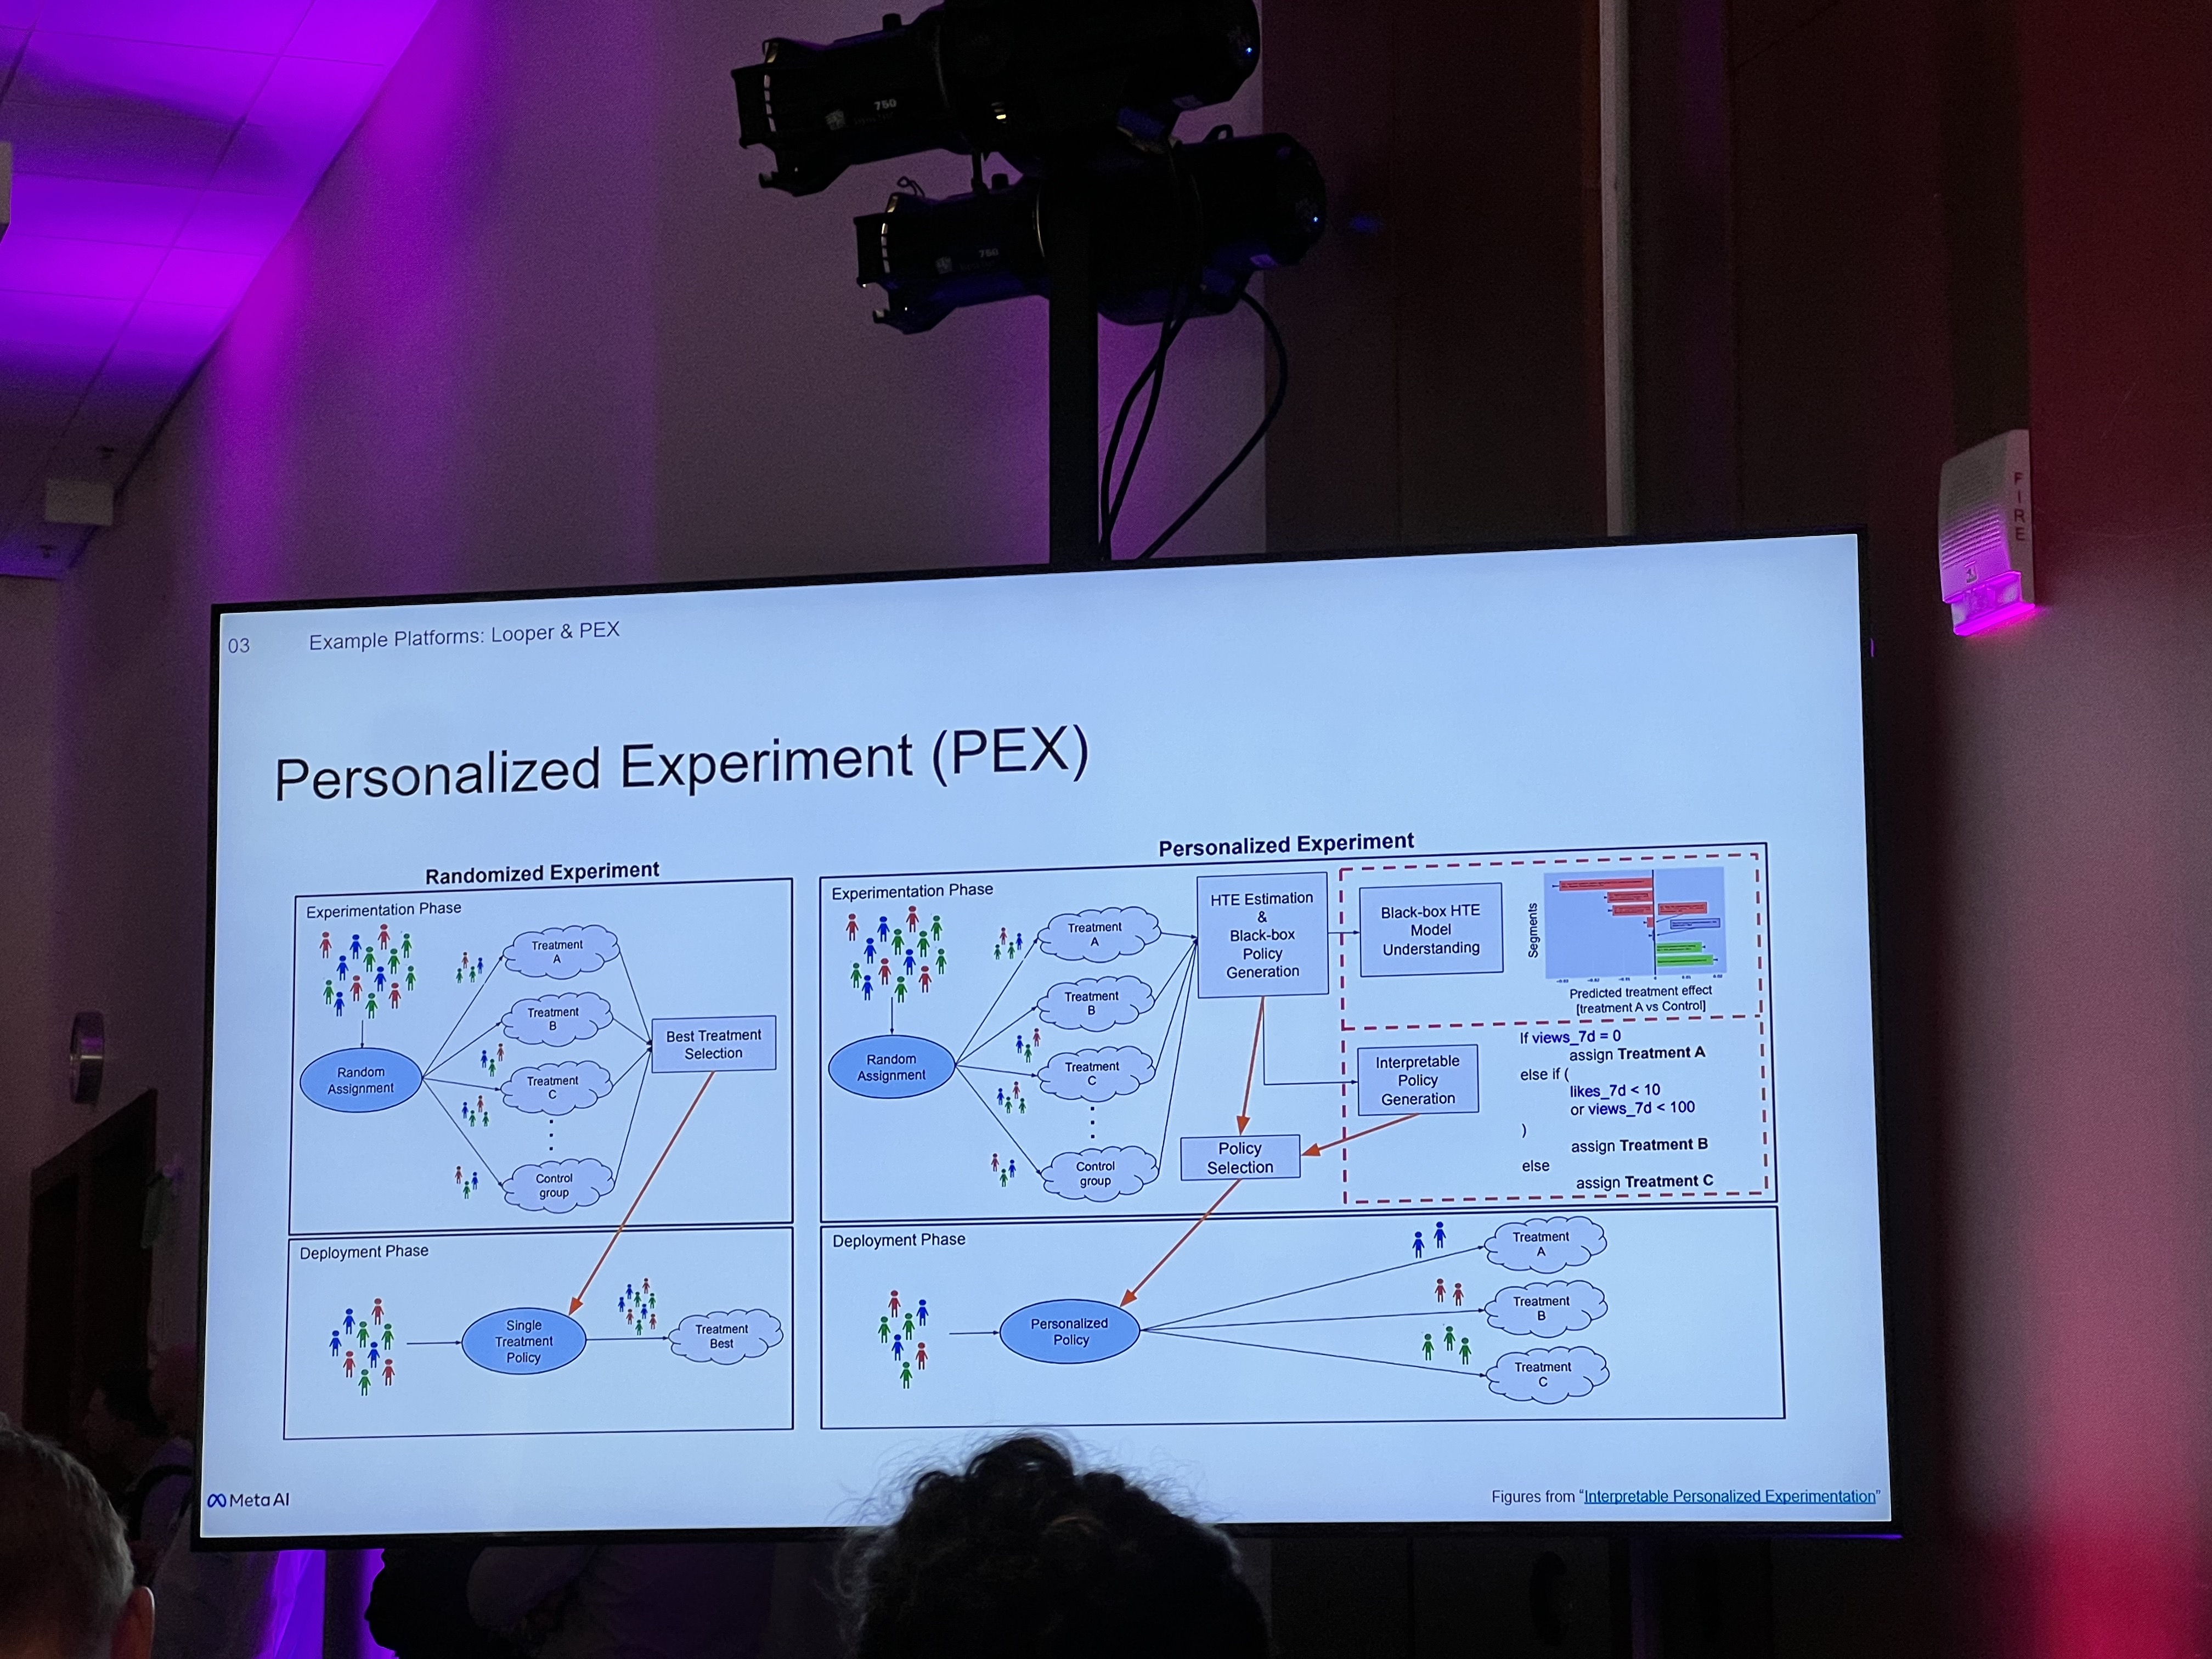 750
750
FIRE
03
Example Platforms: Looper & PEX
Personalized Experiment (PEX)
Randomized Experiment
Experimentation Phase
Treatment
A
Treatment
B
Treatment
C
Control
group
Random
Assignment
Best Treatment
Selection
Deployment Phase
Single
Treatment
Policy
Treatment
Best
Personalized Experiment
Experimentation Phase
Random
Assignment
Treatment
A
Treatment
B
Treatment
C
Control
group
HTE Estimation
&
Black-box
Policy
Generation
Black-box HTE
Model
Understanding
Segments
Predicted treatment effect
[treatment A vs Control]
Interpretable
Policy
Generation
Policy
Selection
If views_7d = 0
assign Treatment A
else if (
likes_7d < 10
or views_7d < 100
)
assign Treatment B
else
assign Treatment C
Deployment Phase
Personalized
Policy
Treatment
A
Treatment
B
Treatment
C
Meta AI
Figures from “Interpretable Personalized Experimentation”